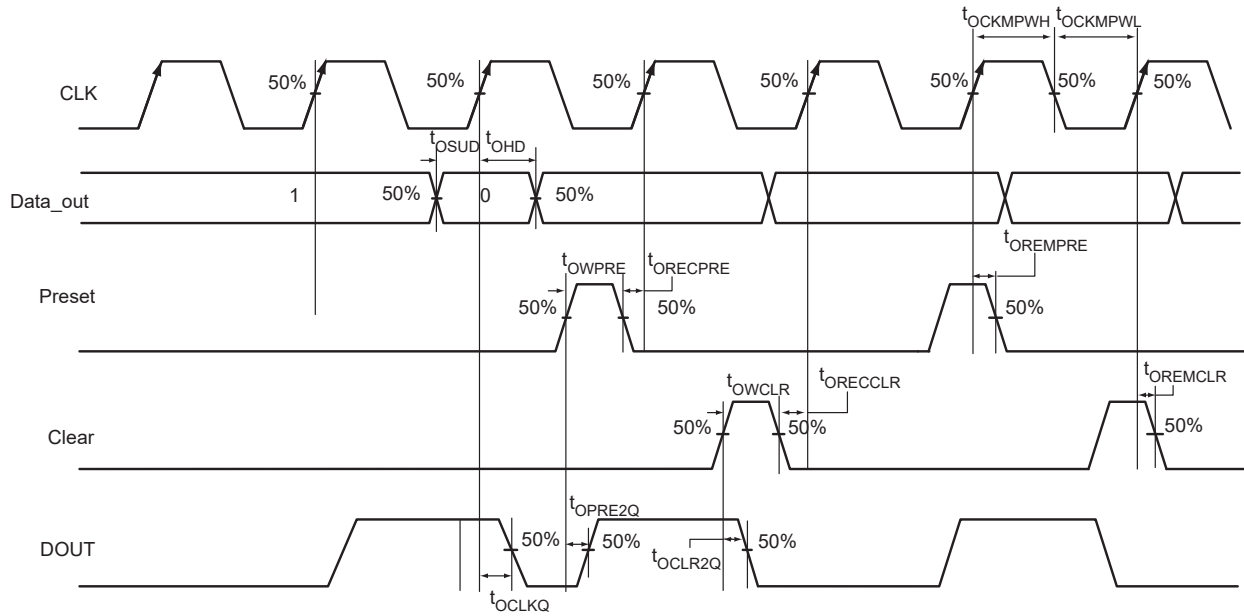 tOCKMPWH tOCKMPWL
CLK 50% 50% 50% 50% 50% 50% 50%
tOSUD tOHD
Data_out 1 50% 0 50%
tOREMPRE
tOWPRE tORECPRE
Preset 50% 50% 50%
tOWCLR tORECCLR tOREMCLR
Clear 50% 50% 50%
tOPRE2Q
DOUT 50% 50% tOCLR2Q 50%
tOCLKQ